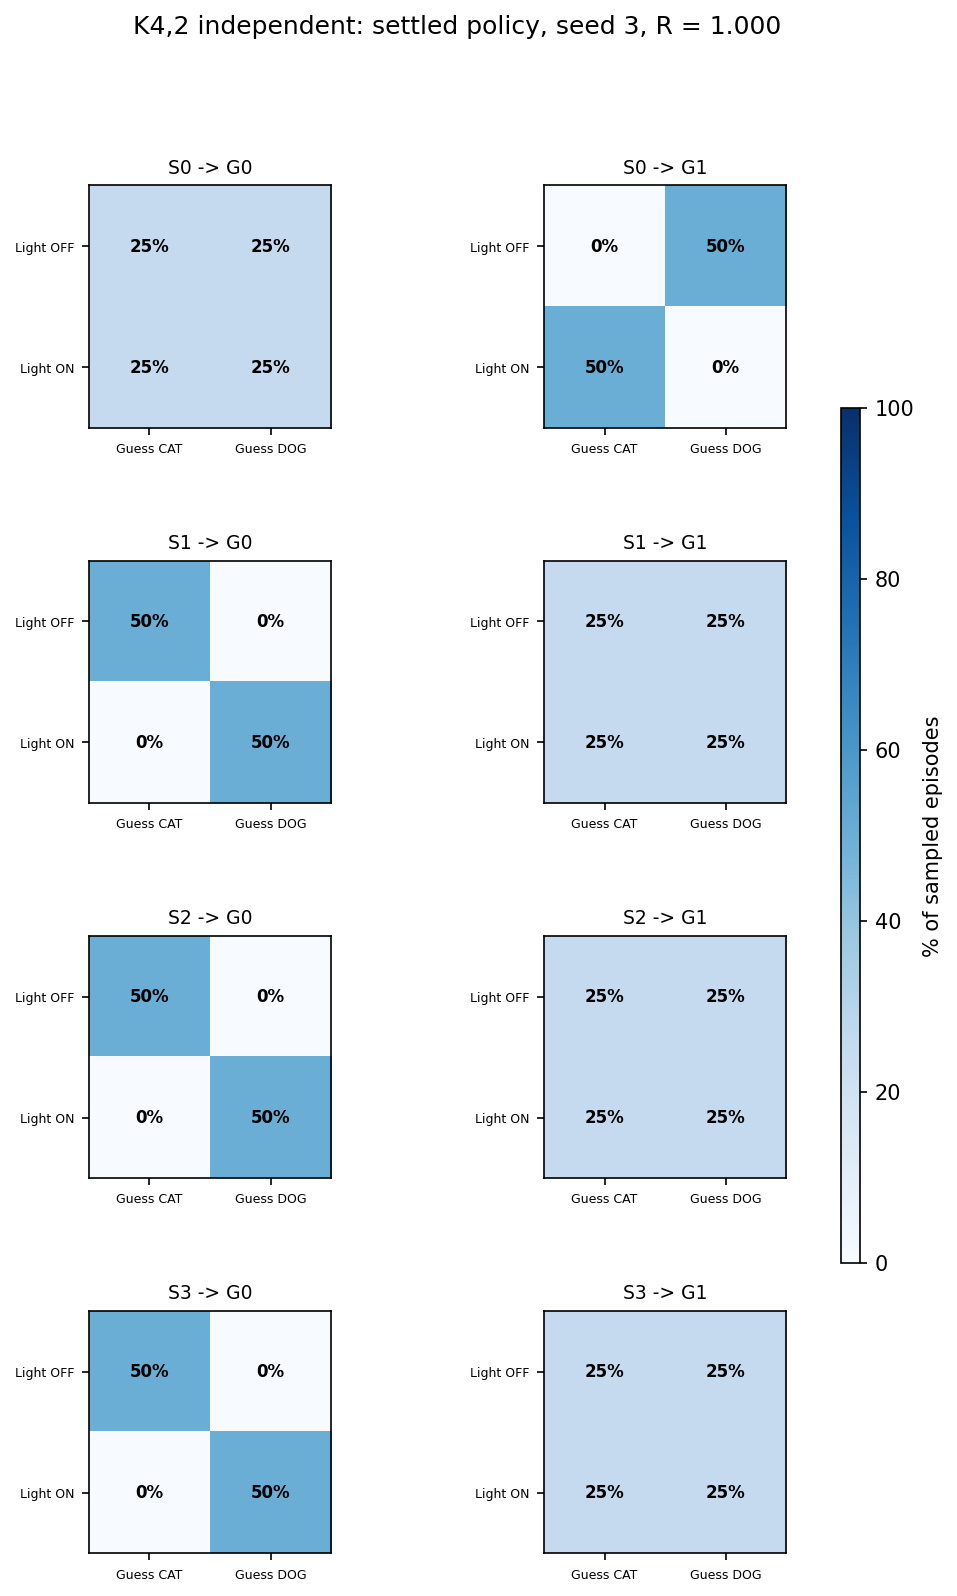 K4,2 independent: settled policy, seed 3, R = 1.000
S0 -> G0
Light OFF
25%
25%
Light ON
25%
25%
Guess CAT
Guess DOG
S0 -> G1
Light OFF
0%
50%
Light ON
50%
0%
Guess CAT
Guess DOG
S1 -> G0
Light OFF
50%
0%
Light ON
0%
50%
Guess CAT
Guess DOG
S1 -> G1
Light OFF
25%
25%
Light ON
25%
25%
Guess CAT
Guess DOG
S2 -> G0
Light OFF
50%
0%
Light ON
0%
50%
Guess CAT
Guess DOG
S2 -> G1
Light OFF
25%
25%
Light ON
25%
25%
Guess CAT
Guess DOG
S3 -> G0
Light OFF
50%
0%
Light ON
0%
50%
Guess CAT
Guess DOG
S3 -> G1
Light OFF
25%
25%
Light ON
25%
25%
Guess CAT
Guess DOG
100
80
60
40
20
0
% of sampled episodes